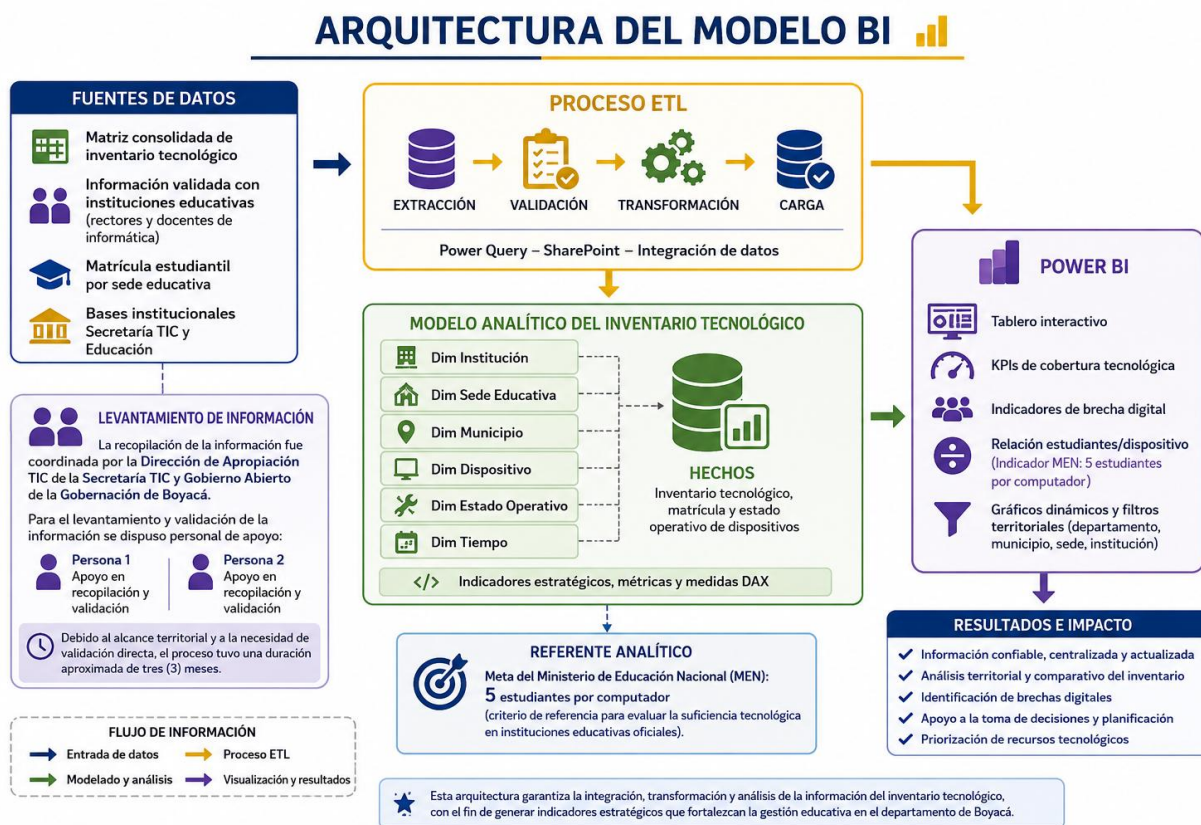 ARQUITECTURA DEL MODELO BI
FUENTES DE DATOS
Matriz consolidada de
inventario tecnológico
Información validada con
instituciones educativas
(rectores y docentes de
informática)
Matrícula estudiantil
por sede educativa
Bases institucionales
Secretaría TIC y
Educación
LEVANTAMIENTO DE INFORMACIÓN
La recopilación de la información fue
coordinada por la Dirección de Apropiación
TIC de la Secretaría TIC y Gobierno Abierto
de la Gobernación de Boyacá.
Para el levantamiento y validación de la
información se dispuso personal de apoyo:
Persona 1
Apoyo en
recopilación y
validación
Persona 2
Apoyo en
recopilación y
validación
Debido al alcance territorial y a la necesidad de
validación directa, el proceso tuvo una duración
aproximada de tres (3) meses.
FLUJO DE INFORMACIÓN
Entrada de datos
Proceso ETL
Modelado y análisis
Visualización y resultados
PROCESO ETL
EXTRACCIÓN
VALIDACIÓN
TRANSFORMACIÓN
CARGA
Power Query – SharePoint – Integración de datos
MODELO ANALÍTICO DEL INVENTARIO TECNOLÓGICO
Dim Institución
Dim Sede Educativa
Dim Municipio
Dim Dispositivo
Dim Estado Operativo
Dim Tiempo
HECHOS
Inventario tecnológico,
matrícula y estado
operativo de dispositivos
</> Indicadores estratégicos, métricas y medidas DAX
REFERENTE ANALÍTICO
Meta del Ministerio de Educación Nacional (MEN):
5 estudiantes por computador
(criterio de referencia para evaluar la suficiencia tecnológica
en instituciones educativas oficiales).
POWER BI
Tablero interactivo
KPIs de cobertura tecnológica
Indicadores de brecha digital
Relación estudiantes/dispositivo
(Indicador MEN: 5 estudiantes
por computador)
Gráficos dinámicos y filtros
territoriales (departamento,
municipio, sede, institución)
RESULTADOS E IMPACTO
Información confiable, centralizada y actualizada
Análisis territorial y comparativo del inventario
Identificación de brechas digitales
Apoyo a la toma de decisiones y planificación
Priorización de recursos tecnológicos
Esta arquitectura garantiza la integración, transformación y análisis de la información del inventario tecnológico,
con el fin de generar indicadores estratégicos que fortalezcan la gestión educativa en el departamento de Boyacá.